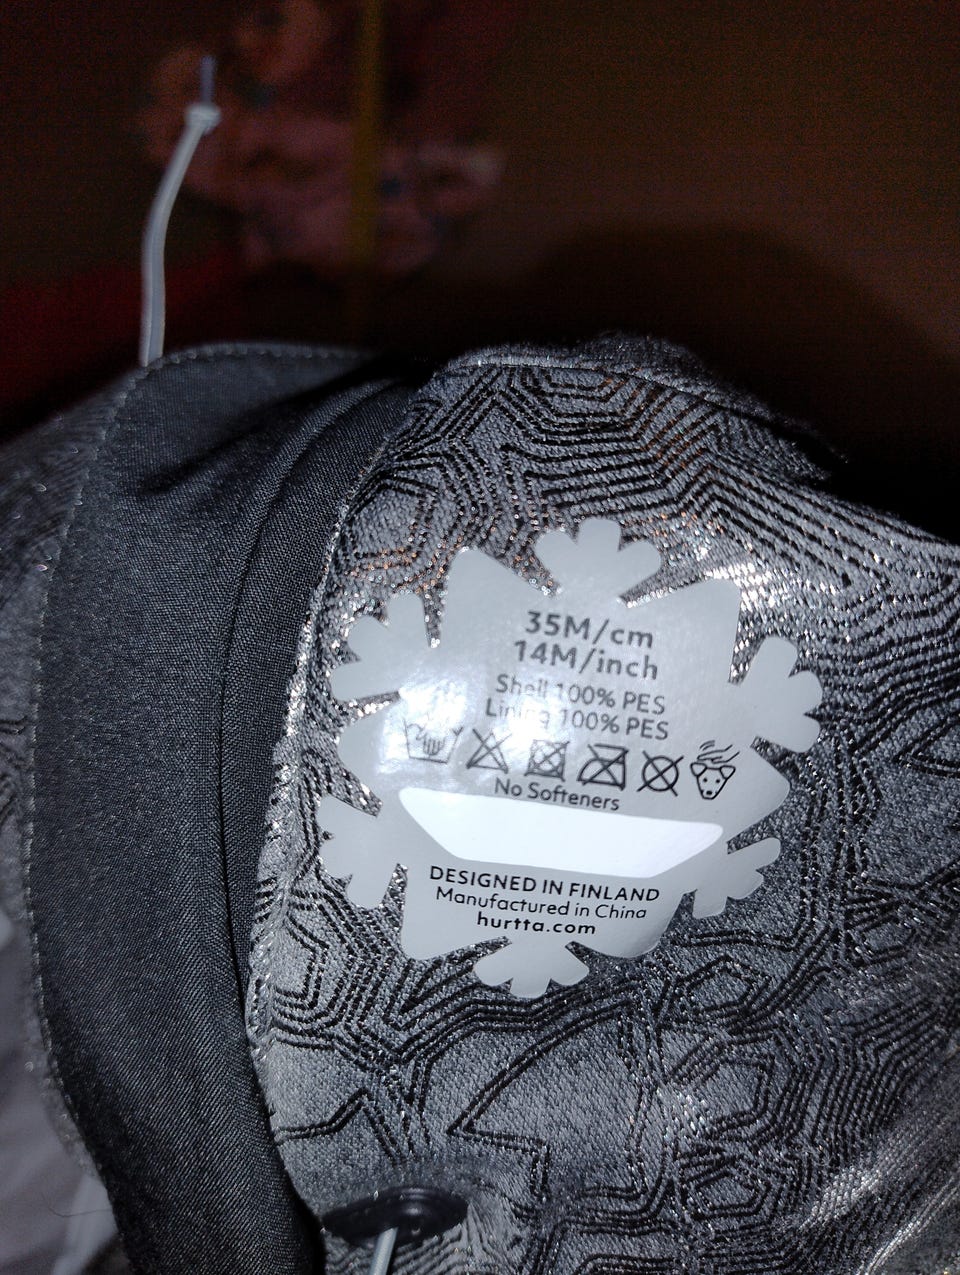 35M/cm
14M/inch
Shell 100% PES
Lining 100% PES
No Softeners
DESIGNED IN FINLAND
Manufactured in China
hurtta.com